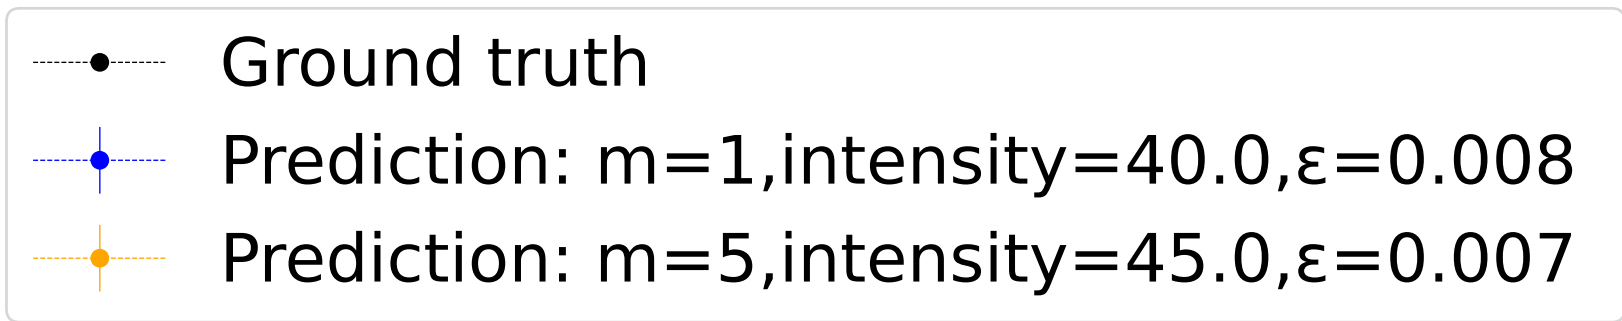 Ground truth
Prediction: m=1,intensity=40.0,ε=0.008
Prediction: m=5,intensity=45.0,ε=0.007